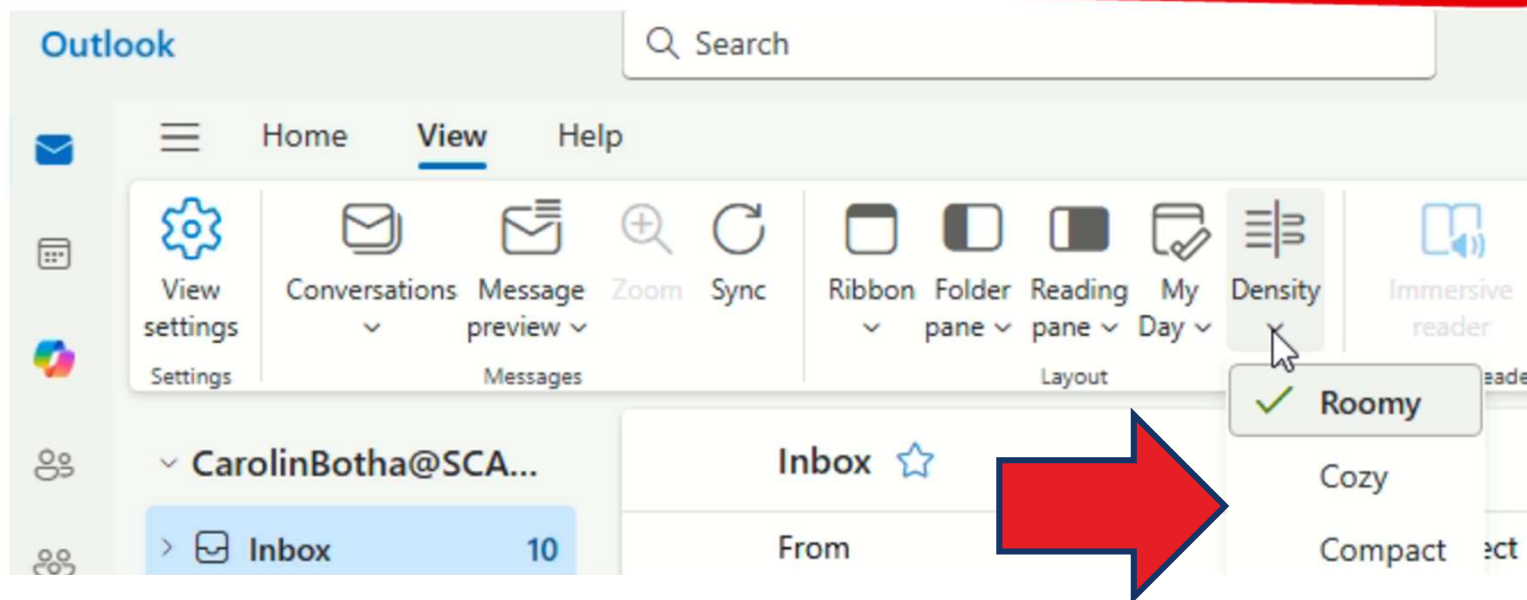 Outlook
Search
Home View Help
View settings
Conversations
Message preview
Zoom
Sync
Ribbon
Folder pane
Reading pane
My Day
Density
Immersive reader
Settings
Messages
Layout
Roomy
Cozy
Compact
CarolinBotha@SCA...
Inbox 10
Inbox
From